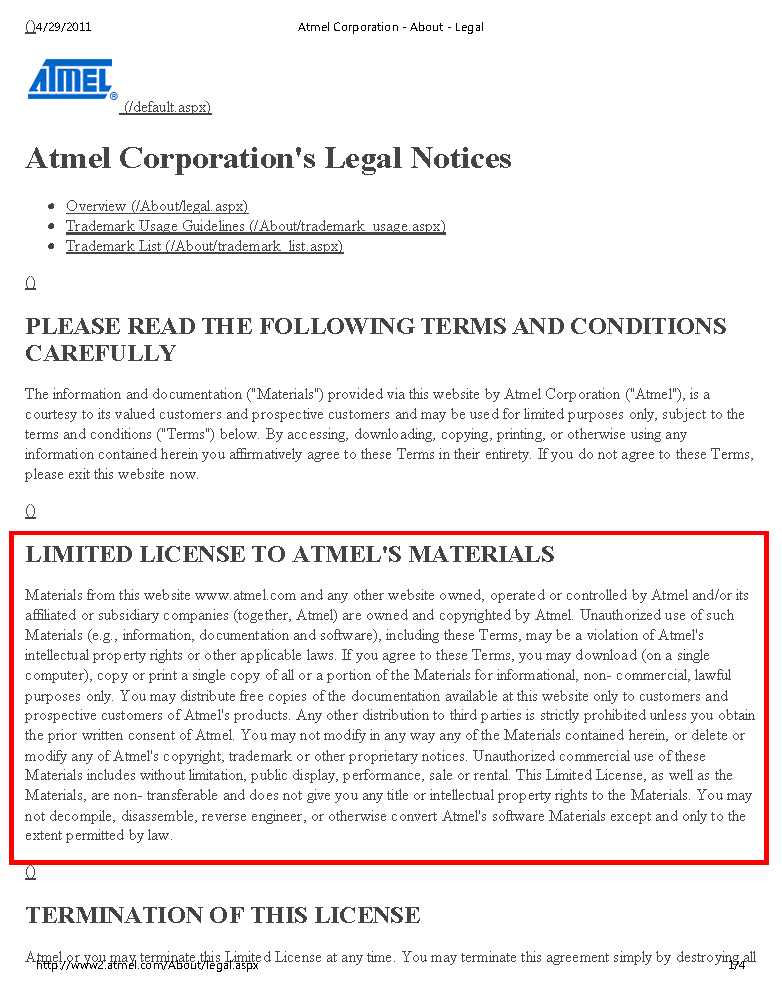 ()4/29/2011 Atmel Corporation - About - Legal
ATMEL® (/default.aspx)
Atmel Corporation's Legal Notices
• Overview (/About/legal.aspx)
• Trademark Usage Guidelines (/About/trademark_usage.aspx)
• Trademark List (/About/trademark_list.aspx)
()
PLEASE READ THE FOLLOWING TERMS AND CONDITIONS
CAREFULLY
The information and documentation ("Materials") provided via this website by Atmel Corporation ("Atmel"), is a
courtesy to its valued customers and prospective customers and may be used for limited purposes only, subject to the
terms and conditions ("Terms") below. By accessing, downloading, copying, printing, or otherwise using any
information contained herein you affirmatively agree to these Terms in their entirety. If you do not agree to these Terms,
please exit this website now.
()
LIMITED LICENSE TO ATMEL'S MATERIALS
Materials from this website www.atmel.com and any other website owned, operated or controlled by Atmel and/or its
affiliated or subsidiary companies (together, Atmel) are owned and copyrighted by Atmel. Unauthorized use of such
Materials (e.g., information, documentation and software), including these Terms, may be a violation of Atmel's
intellectual property rights or other applicable laws. If you agree to these Terms, you may download (on a single
computer), copy or print a single copy of all or a portion of the Materials for informational, non- commercial, lawful
purposes only. You may distribute free copies of the documentation available at this website only to customers and
prospective customers of Atmel's products. Any other distribution to third parties is strictly prohibited unless you obtain
the prior written consent of Atmel. You may not modify in any way any of the Materials contained herein, or delete or
modify any of Atmel's copyright, trademark or other proprietary notices. Unauthorized commercial use of these
Materials includes without limitation, public display, performance, sale or rental. This Limited License, as well as the
Materials, are non- transferable and does not give you any title or intellectual property rights to the Materials. You may
not decompile, disassemble, reverse engineer, or otherwise convert Atmel's software Materials except and only to the
extent permitted by law.
()
TERMINATION OF THIS LICENSE
Atmel or you may terminate this Limited License at any time. You may terminate this agreement simply by destroying all
http://www2.atmel.com/About/legal.aspx 1/4